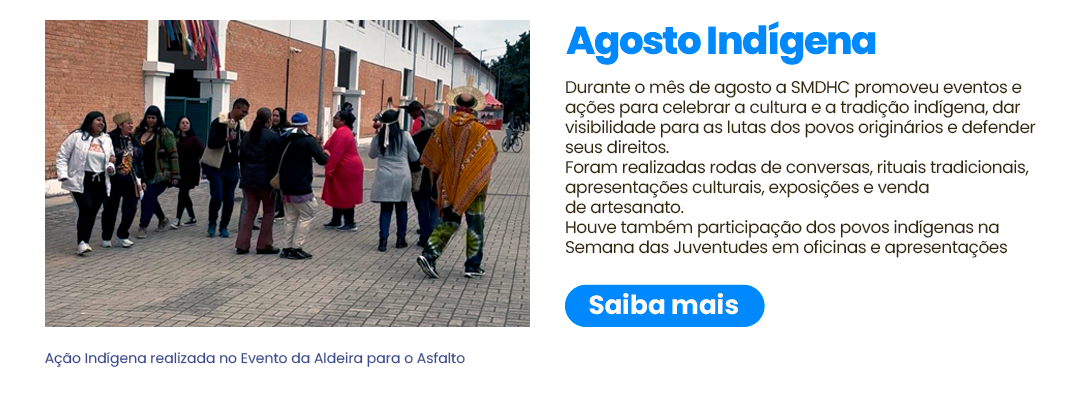 Agosto Indígena
Durante o mês de agosto a SMDHC promoveu eventos e
ações para celebrar a cultura e a tradição indígena, dar
visibilidade para as lutas dos povos originários e defender
seus direitos.
Foram realizadas rodas de conversas, rituais tradicionais,
apresentações culturais, exposições e venda
de artesanato.
Houve também participação dos povos indígenas na
Semana das Juventudes em oficinas e apresentações
Saiba mais
Ação Indígena realizada no Evento da Aldeira para o Asfalto